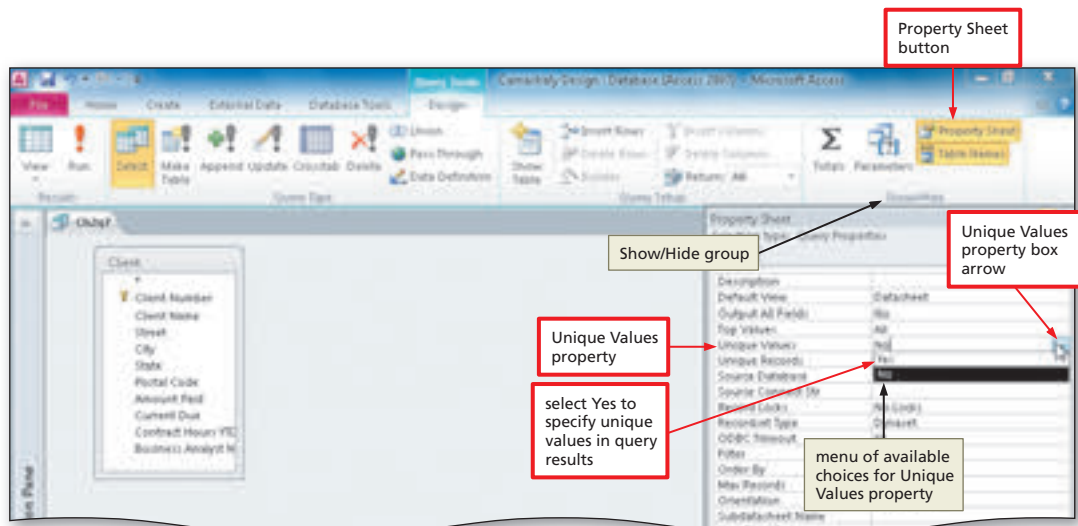 Property Sheet
button
Camashaly Design : Database (Access 2007) - Microsoft Access
File Home Create External Data Database Tools Design
View Run Select Make Table Append Update Crosstab Delete
Union
Pass-Through
Data Definition
Show Table
Insert Rows
Delete Rows
Builder
Insert Columns
Delete Columns
Return: All
Totals Parameters
Property Sheet
Table Names
Query Type
Query Setup
Show/Hide group
Unique Values
property box
arrow
Property Sheet
Client
*
Client Number
Client Name
Street
City
State
Postal Code
Amount Paid
Current Due
Contract Hours YTD
Business Analyst N
Description
Default View Datasheet
Output All Fields No
Top Values All
Unique Values No
Unique Records Yes
Source Database No
Source Connect Str
Record Locks No Locks
Recordset Type Dynaset
ODBC Timeout
Filter
Order By
Max Records
Orientation
Subdatasheet Name
Unique Values
property
select Yes to
specify unique
values in query
results
menu of available
choices for Unique
Values property
on Pane